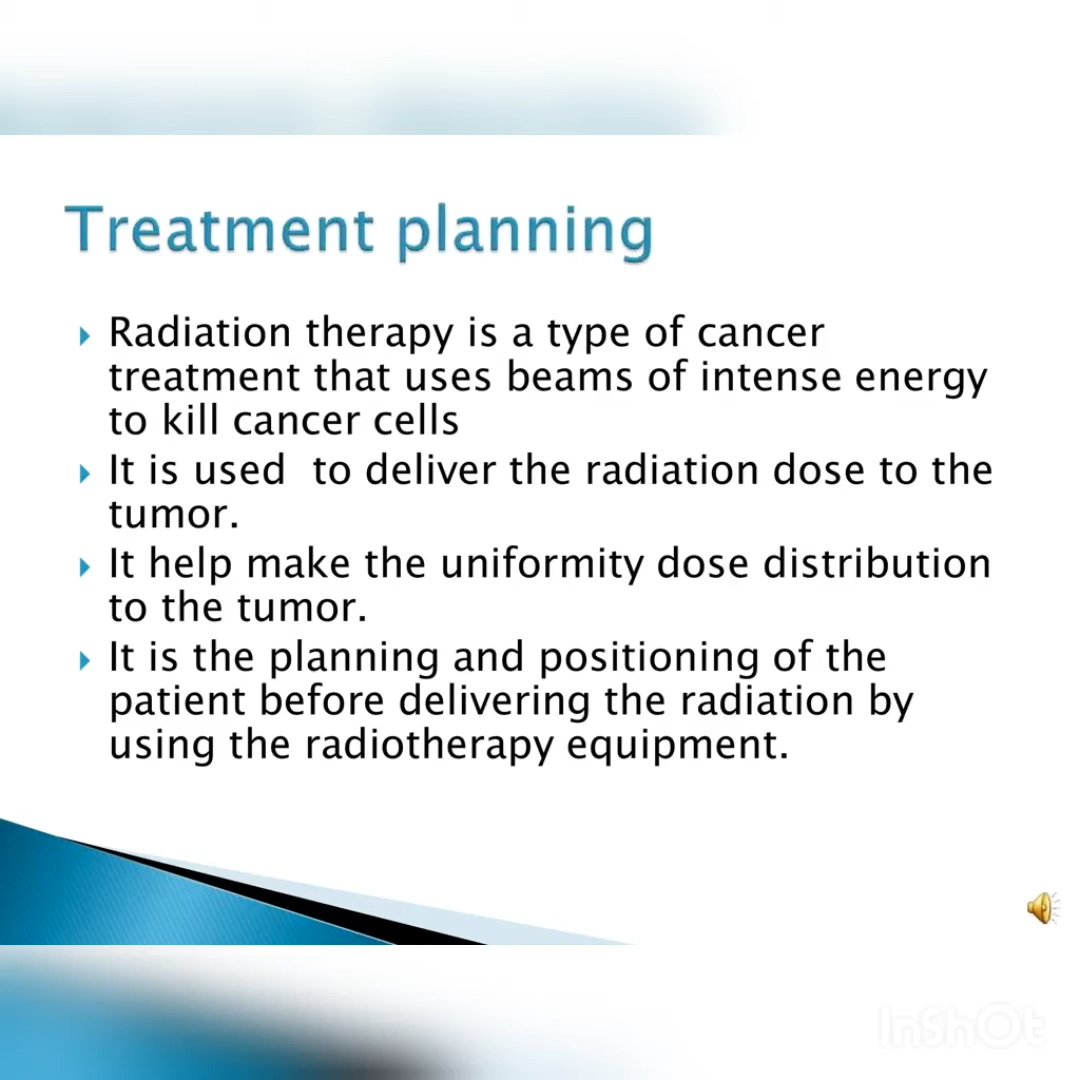 Treatment planning
Radiation therapy is a type of cancer
treatment that uses beams of intense energy
to kill cancer cells
It is used  to deliver the radiation dose to the
tumor.
It help make the uniformity dose distribution
to the tumor.
It is the planning and positioning of the
patient before delivering the radiation by
using the radiotherapy equipment.
InShOt